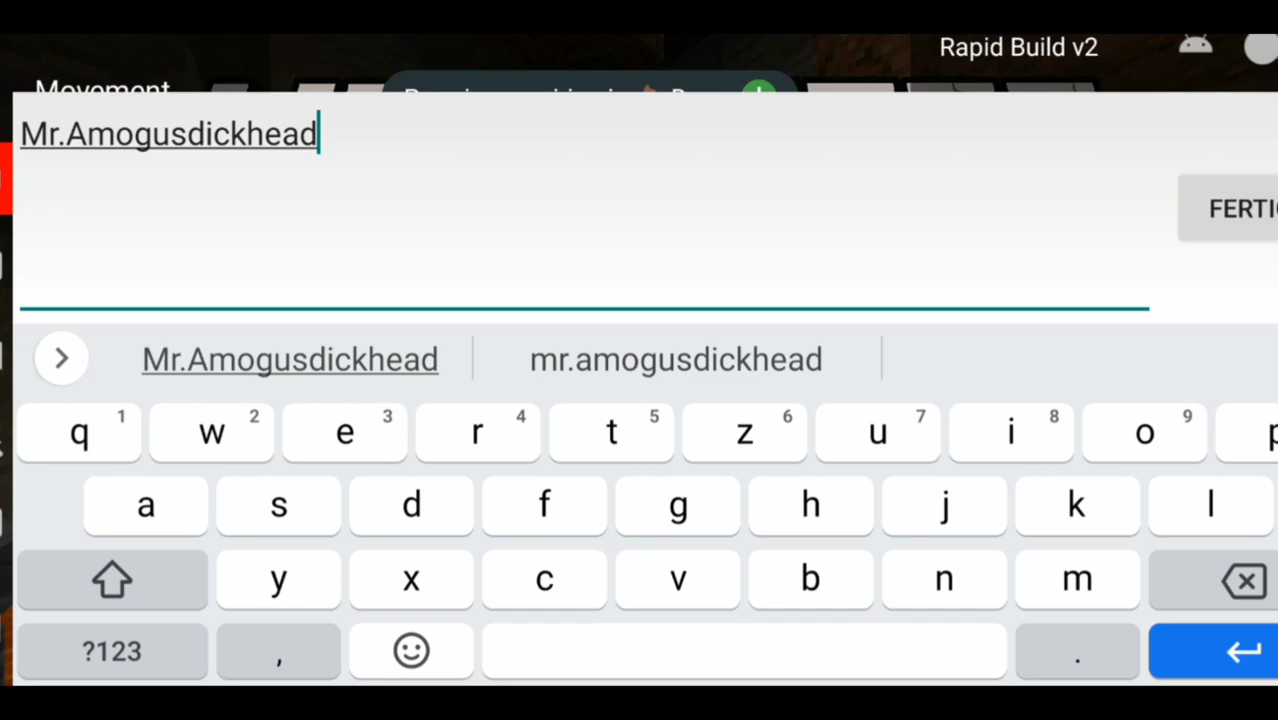 Rapid Build v2
Movement
Mr.Amogusdickhead
FERTI
Mr.Amogusdickhead mr.amogusdickhead
q 1 w 2 e 3 r 4 t 5 z 6 u 7 i 8 o 9 p
a s d f g h j k l
y x c v b n m
?123 , .